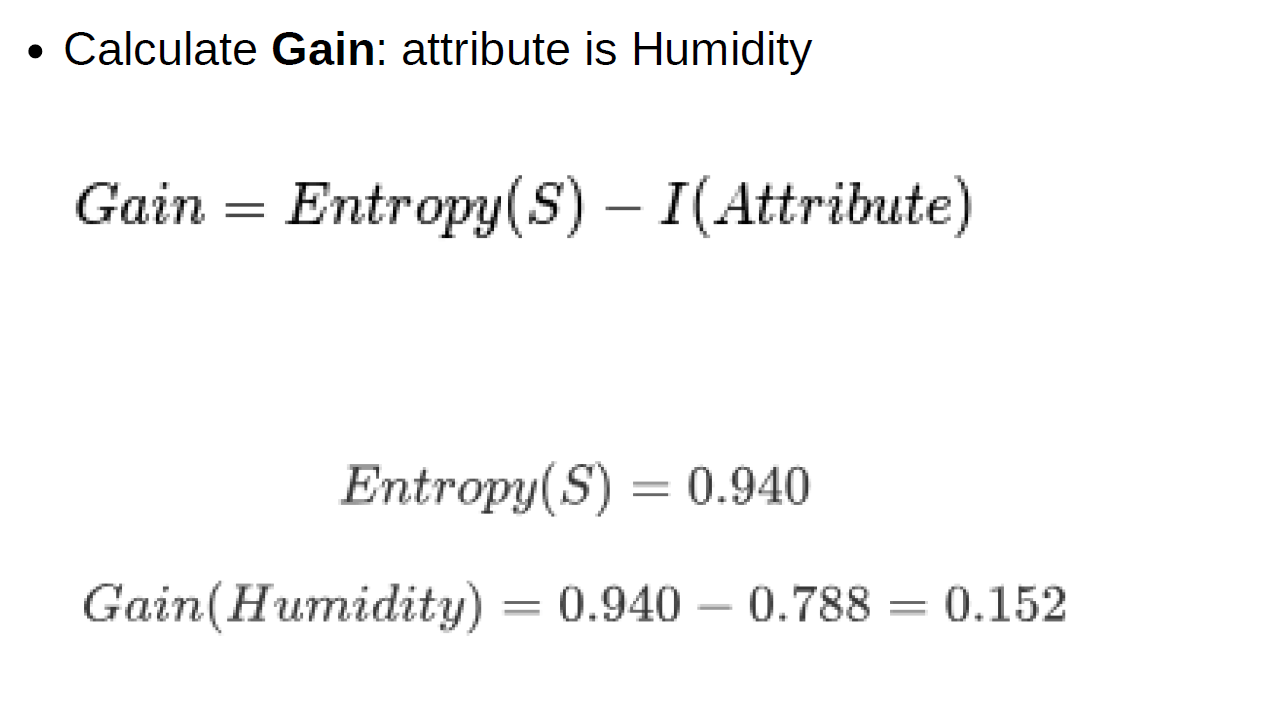 • Calculate Gain: attribute is Humidity
Gain = Entropy(S) − I(Attribute)
Entropy(S) = 0.940
Gain(Humidity) = 0.940 − 0.788 = 0.152